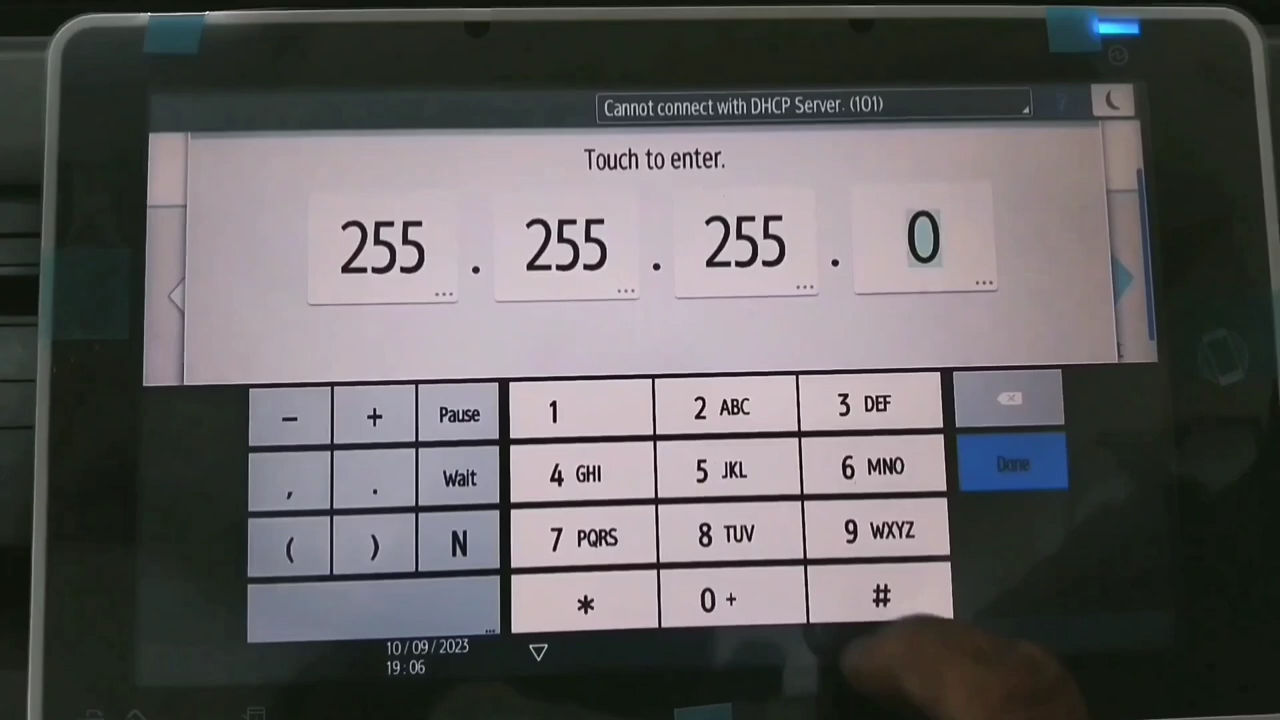 Cannot connect with DHCP Server. (101)
Touch to enter.
255 . 255 . 255 . 0
- + Pause 1 2 ABC 3 DEF
, . Wait 4 GHI 5 JKL 6 MNO Done
( ) N 7 PQRS 8 TUV 9 WXYZ
* 0 + #
10 / 09 / 2023
19 : 06